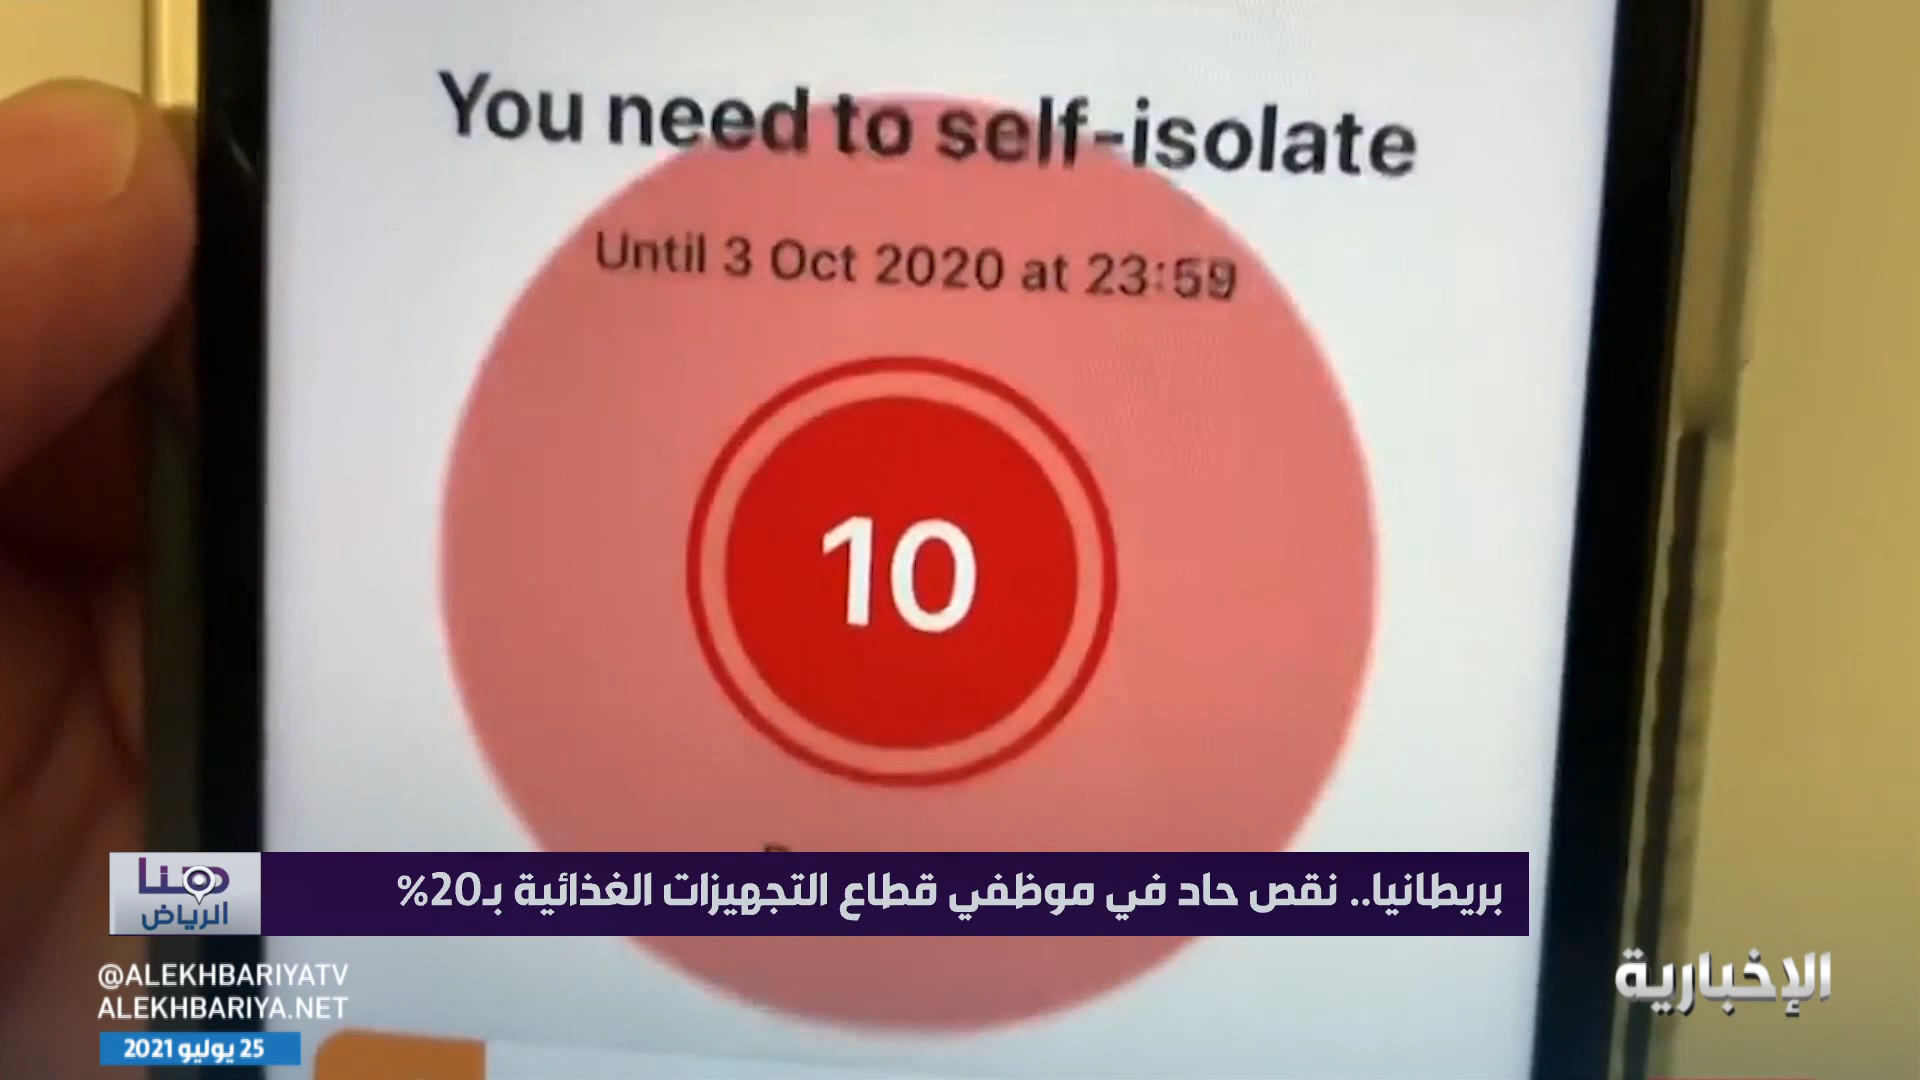 You need to self-isolate
Until 3 Oct 2020 at 23:59
10
بريطانيا.. نقص حاد في موظفي قطاع التجهيزات الغذائية بـ20%
هنا
الرياض
@ALEKHBARIYATV
ALEKHBARIYA.NET
25 يوليو 2021
الإخبارية